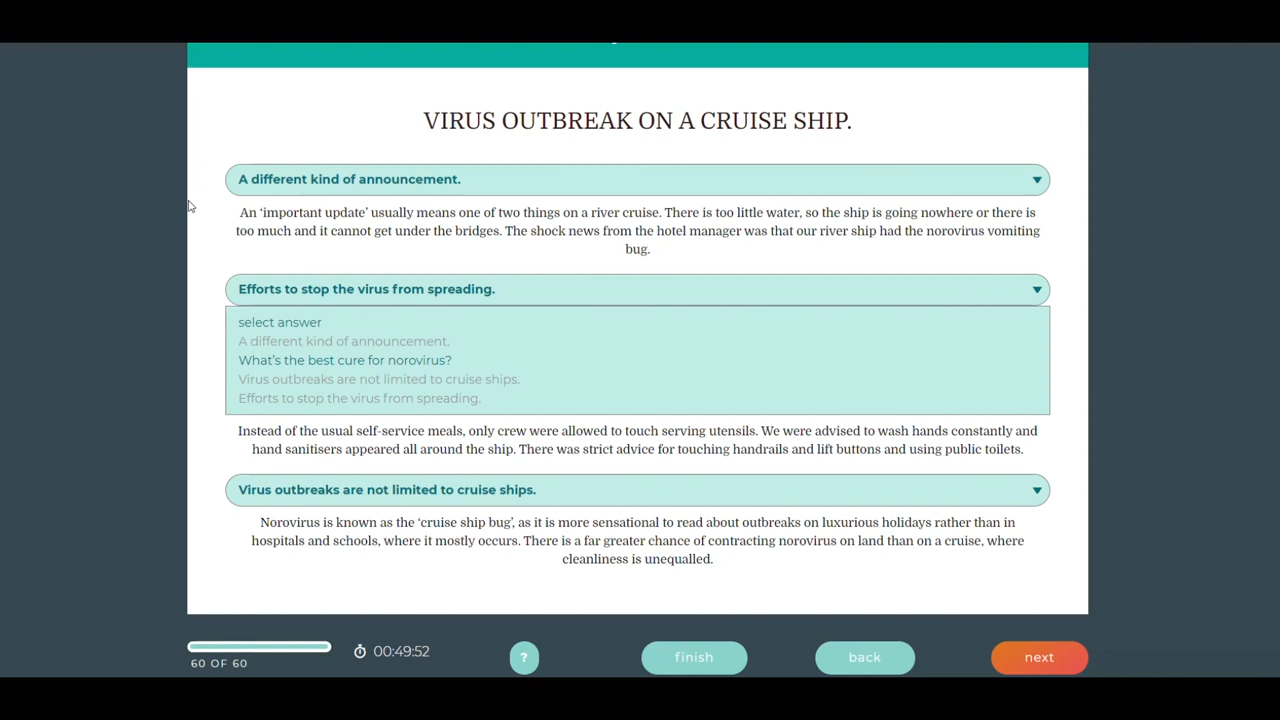 VIRUS OUTBREAK ON A CRUISE SHIP.
A different kind of announcement.
An ‘important update’ usually means one of two things on a river cruise. There is too little water, so the ship is going nowhere or there is
too much and it cannot get under the bridges. The shock news from the hotel manager was that our river ship had the norovirus vomiting
bug.
Efforts to stop the virus from spreading.
select answer
A different kind of announcement.
What's the best cure for norovirus?
Virus outbreaks are not limited to cruise ships.
Efforts to stop the virus from spreading.
Instead of the usual self-service meals, only crew were allowed to touch serving utensils. We were advised to wash hands constantly and
hand sanitisers appeared all around the ship. There was strict advice for touching handrails and lift buttons and using public toilets.
Virus outbreaks are not limited to cruise ships.
Norovirus is known as the ‘cruise ship bug’, as it is more sensational to read about outbreaks on luxurious holidays rather than in
hospitals and schools, where it mostly occurs. There is a far greater chance of contracting norovirus on land than on a cruise, where
cleanliness is unequalled.
60 OF 60
00:49:52
?
finish
back
next